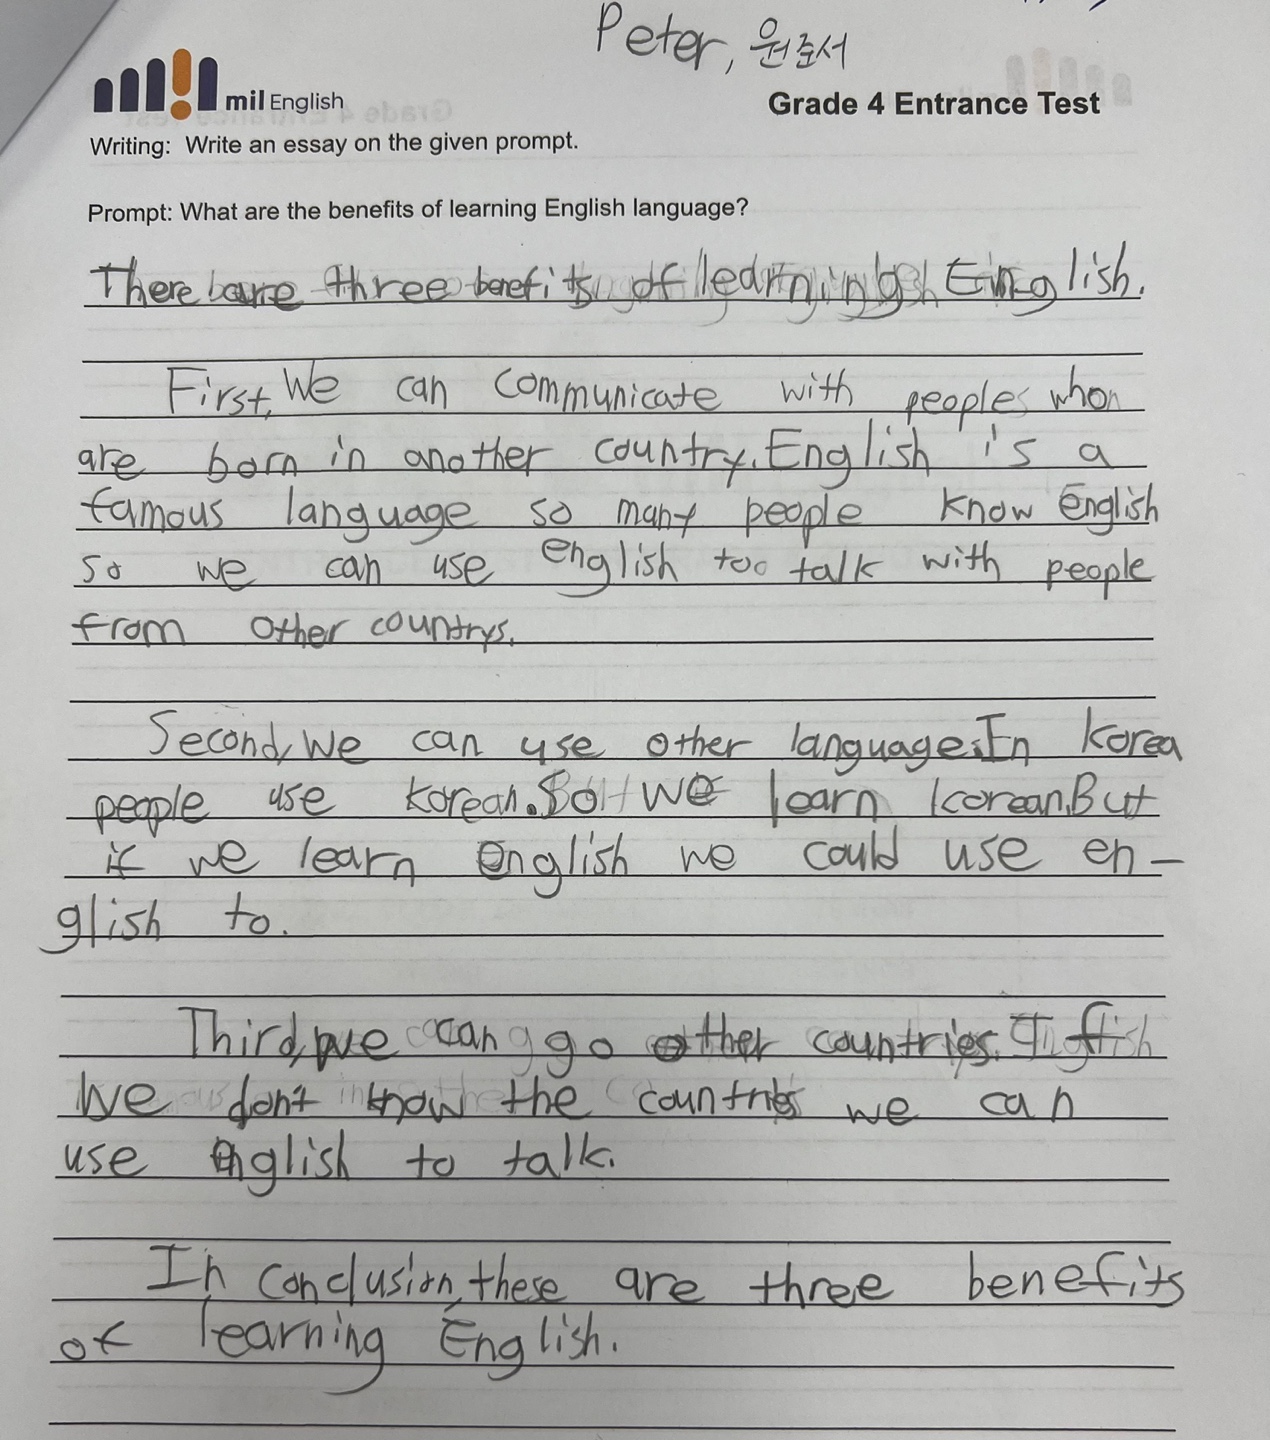 Peter, 원준서
mil English
Grade 4 Entrance Test
Writing: Write an essay on the given prompt.
Prompt: What are the benefits of learning English language?
There are three benefits of learning English.
First, We can communicate with peoples who
are born in another country. English is a
famous language so many people know English
so we can use english too talk with people
from other countrys.
Second, We can use other language. In Korea
people use korean. So we learn korean. But
if we learn english we could use en-
glish to.
Third, we can go other countries. If
We don't know the countries we can
use english to talk.
In conclusion, these are three benefits
of learning English.